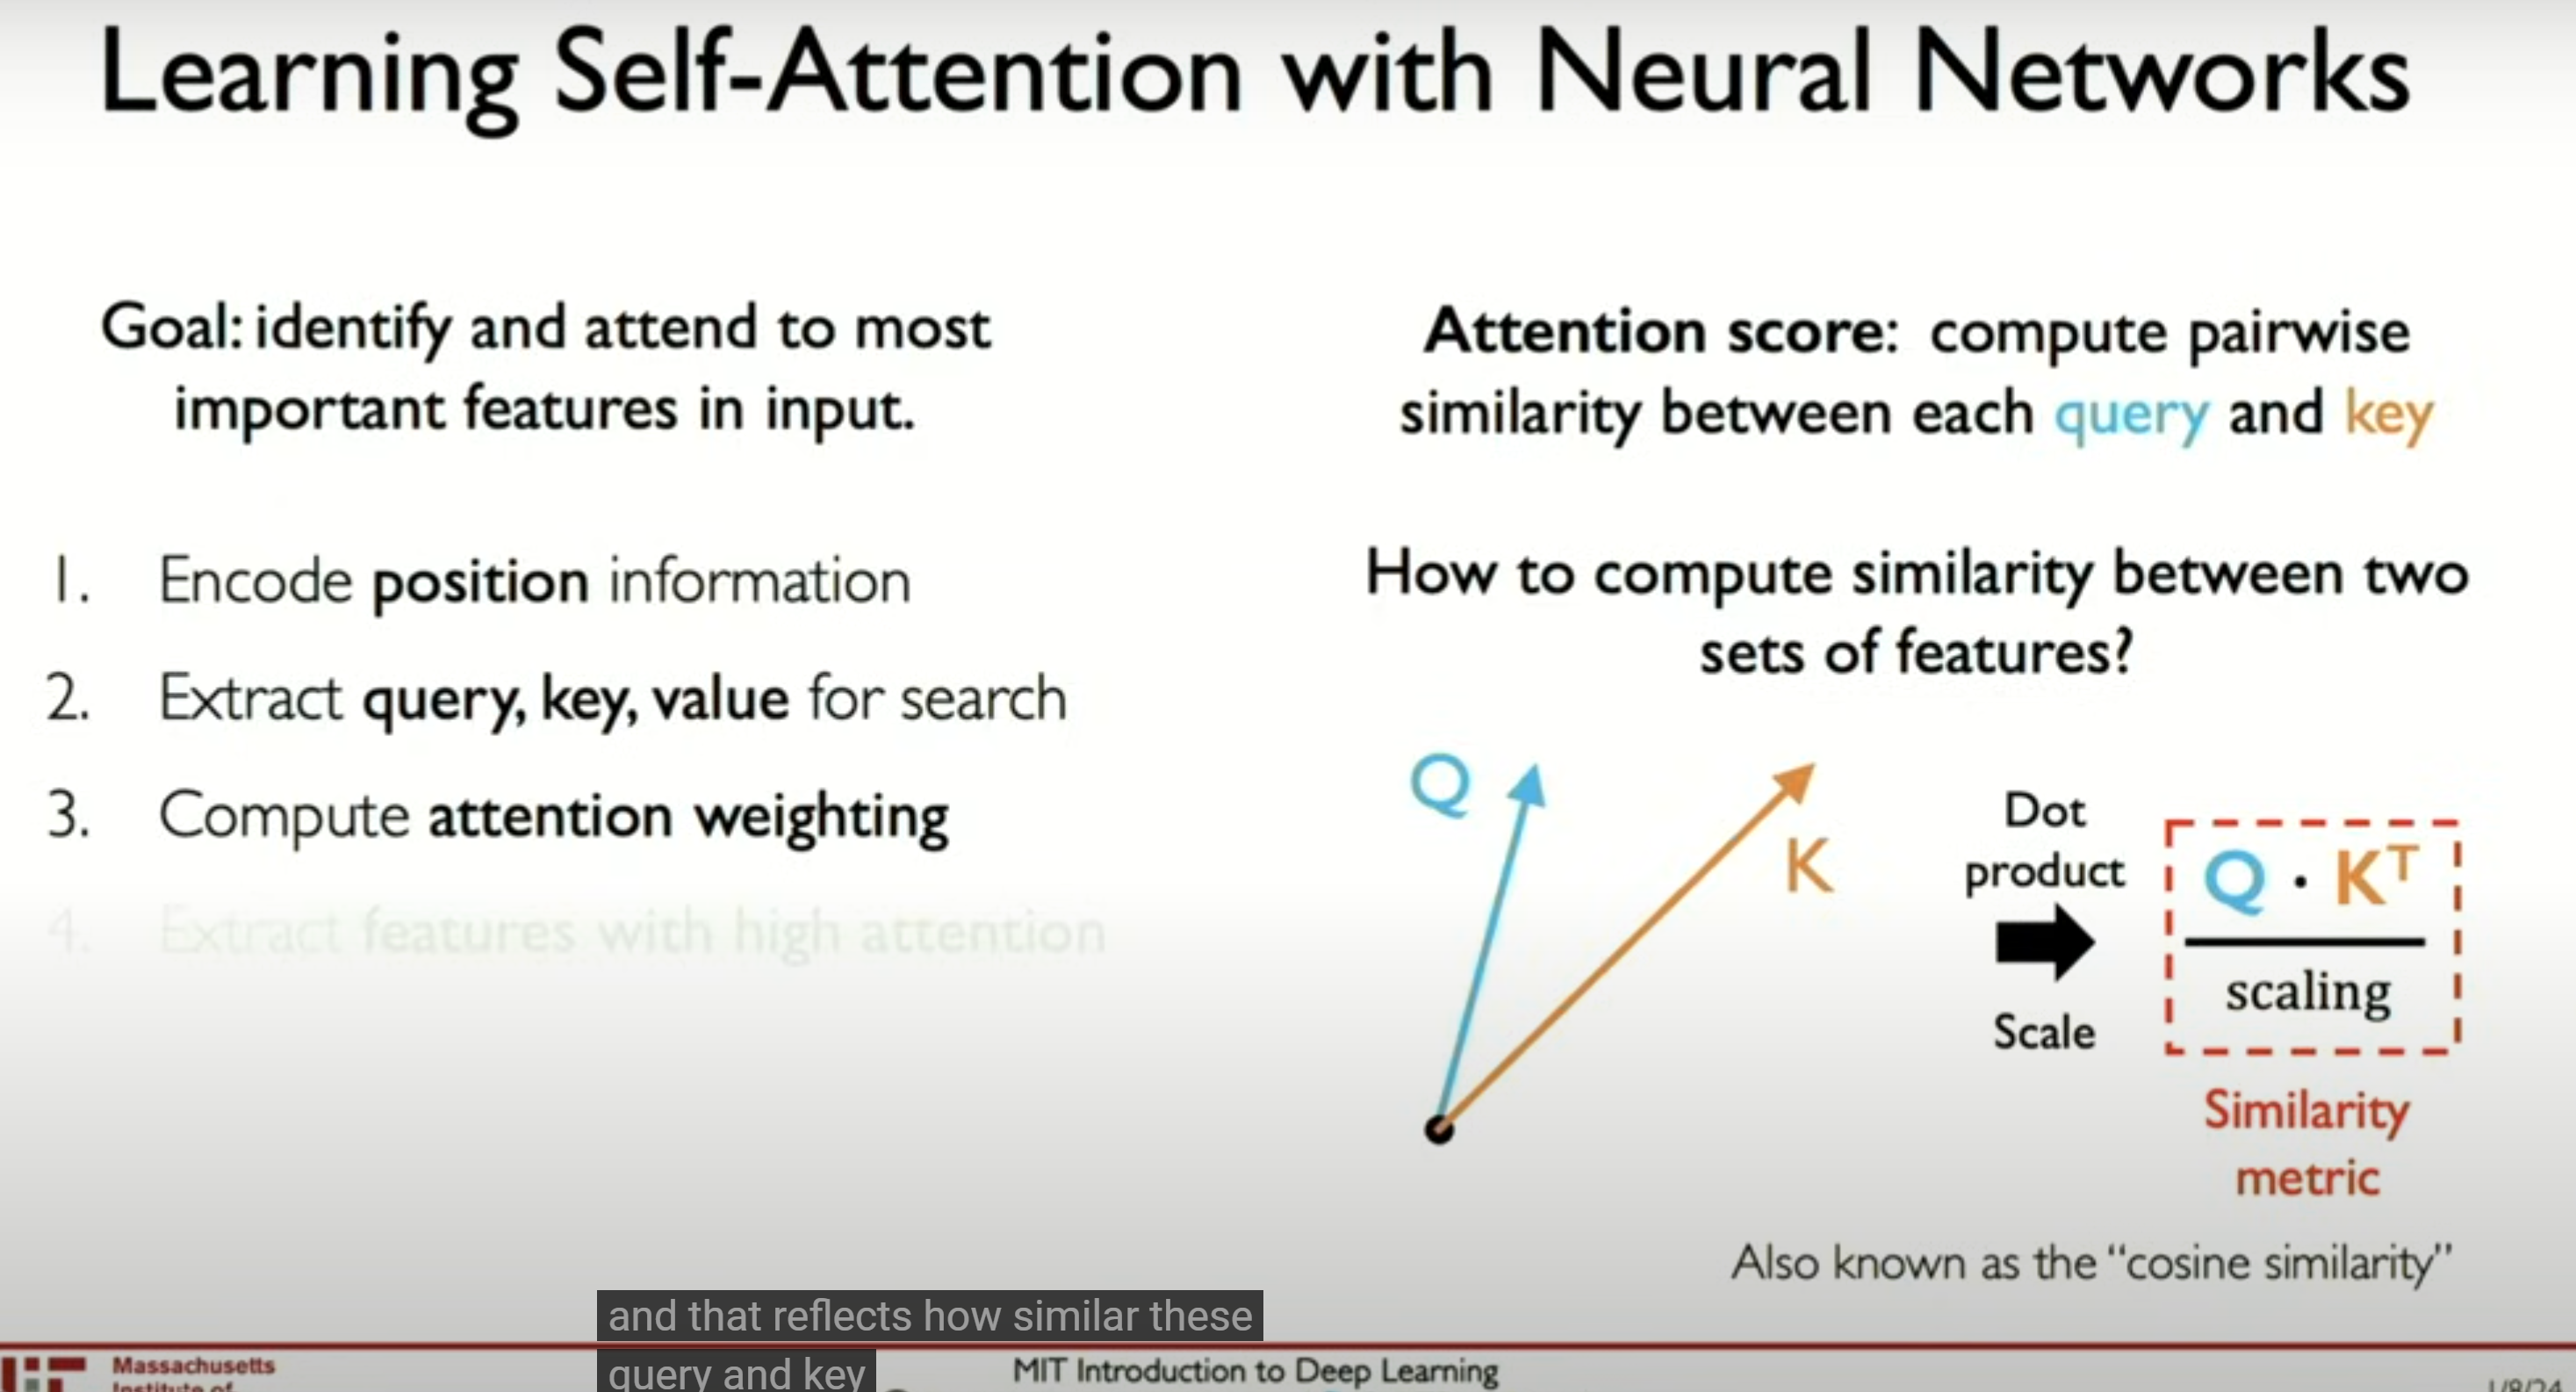 Learning Self-Attention with Neural Networks
Goal: identify and attend to most
important features in input.
1. Encode position information
2. Extract query, key, value for search
3. Compute attention weighting
4. Extract features with high attention
Attention score: compute pairwise
similarity between each query and key
How to compute similarity between two
sets of features?
Q
K
Dot
product
Scale
Q · Kᵀ
scaling
Similarity
metric
Also known as the “cosine similarity”
and that reflects how similar these
query and key
Massachusetts
Institute of
MIT Introduction to Deep Learning
1/8/24